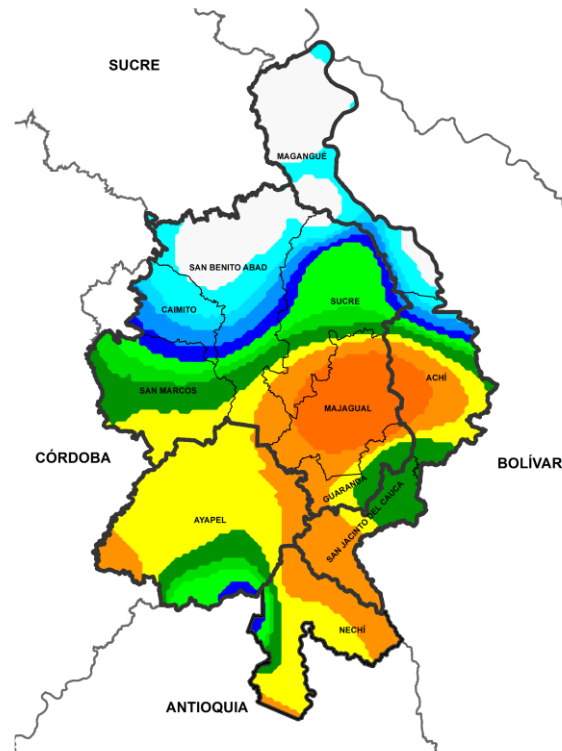 SUCRE
MAGANGUÉ
SAN BENITO ABAD
CAIMITO
SUCRE
ACHÍ
SAN MARCOS
MAJAGUAL
CÓRDOBA
BOLÍVAR
GUARANDA
SAN JACINTO DEL CAUCA
AYAPEL
NECHÍ
ANTIOQUIA